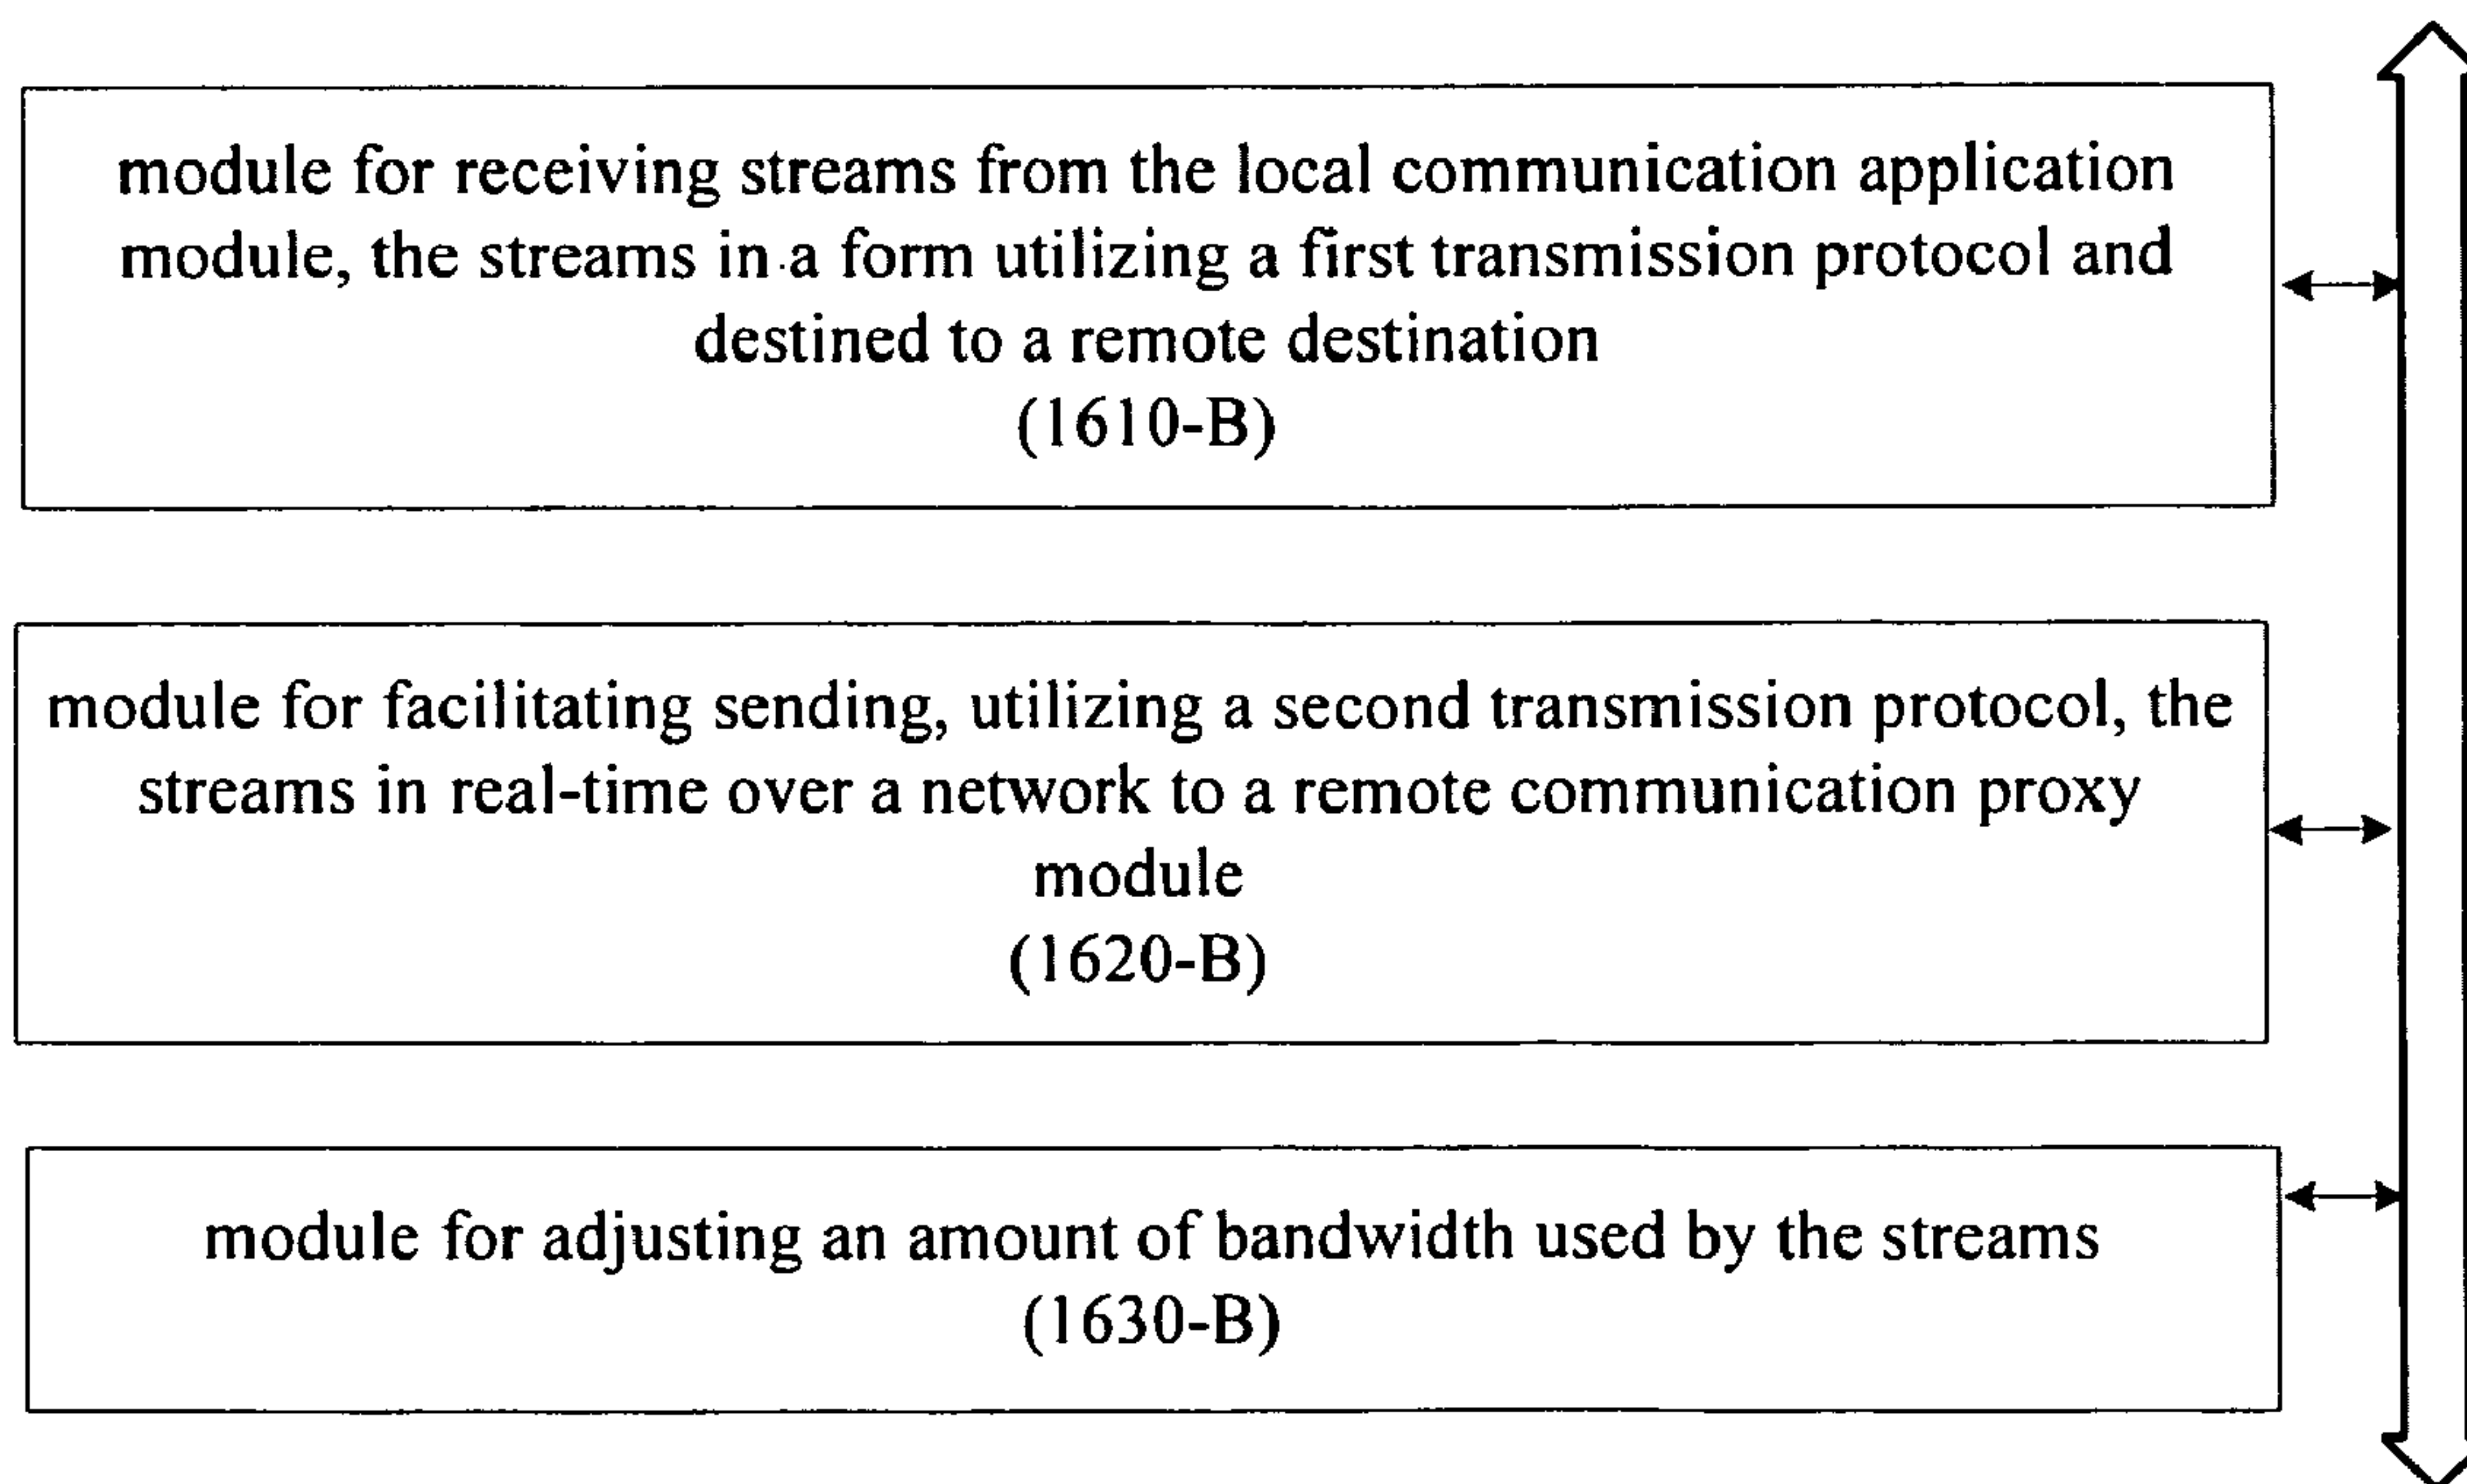 module for receiving streams from the local communication application
module, the streams in a form utilizing a first transmission protocol and
destined to a remote destination
(1610-B)
module for facilitating sending, utilizing a second transmission protocol, the
streams in real-time over a network to a remote communication proxy
module
(1620-B)
module for adjusting an amount of bandwidth used by the streams
(1630-B)